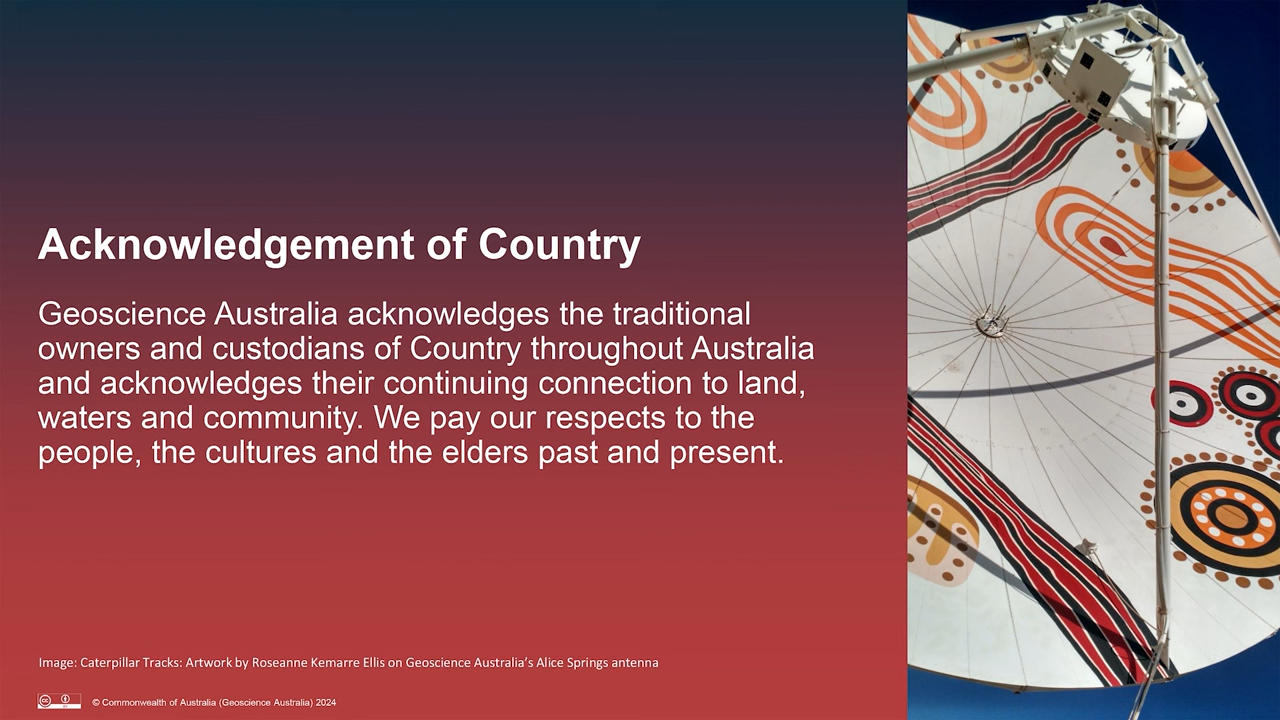 Acknowledgement of Country
Geoscience Australia acknowledges the traditional
owners and custodians of Country throughout Australia
and acknowledges their continuing connection to land,
waters and community. We pay our respects to the
people, the cultures and the elders past and present.
Image: Caterpillar Tracks: Artwork by Roseanne Kemarre Ellis on Geoscience Australia’s Alice Springs antenna
© Commonwealth of Australia (Geoscience Australia) 2024